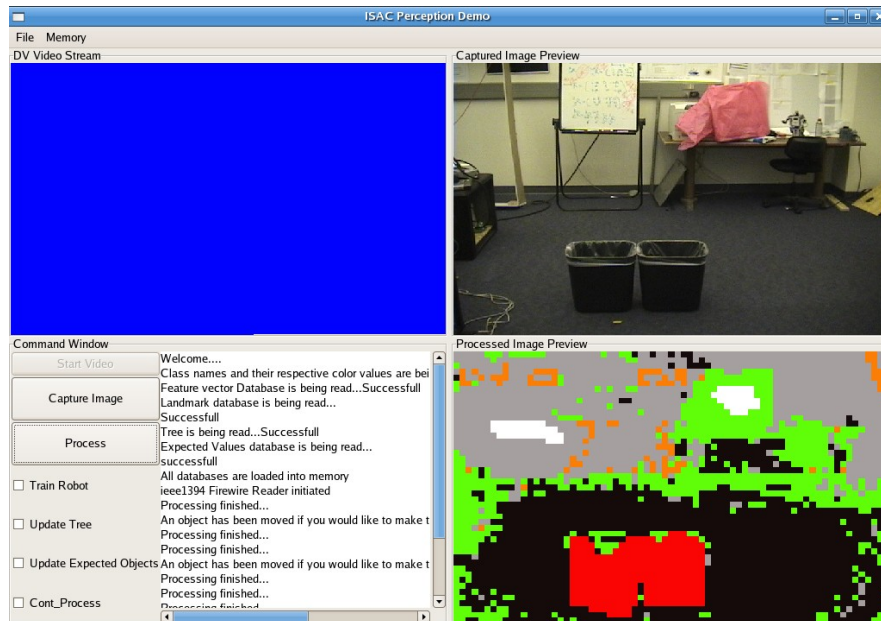 ISAC Perception Demo
File Memory
DV Video Stream
Captured Image Preview
Command Window
Start Video
Capture Image
Process
Train Robot
Update Tree
Update Expected Objects
Cont_Process
Welcome....
Class names and their respective color values are bei
Feature vector Database is being read...Successfull
Landmark database is being read...
Successfull
Tree is being read...Successfull
Expected Values database is being read...
successfull
All databases are loaded into memory
ieee1394 Firewire Reader initiated
Processing finished...
An object has been moved if you would like to make t
Processing finished...
Processing finished...
An object has been moved if you would like to make t
Processing finished...
Processing finished...
Processing finished
Processed Image Preview